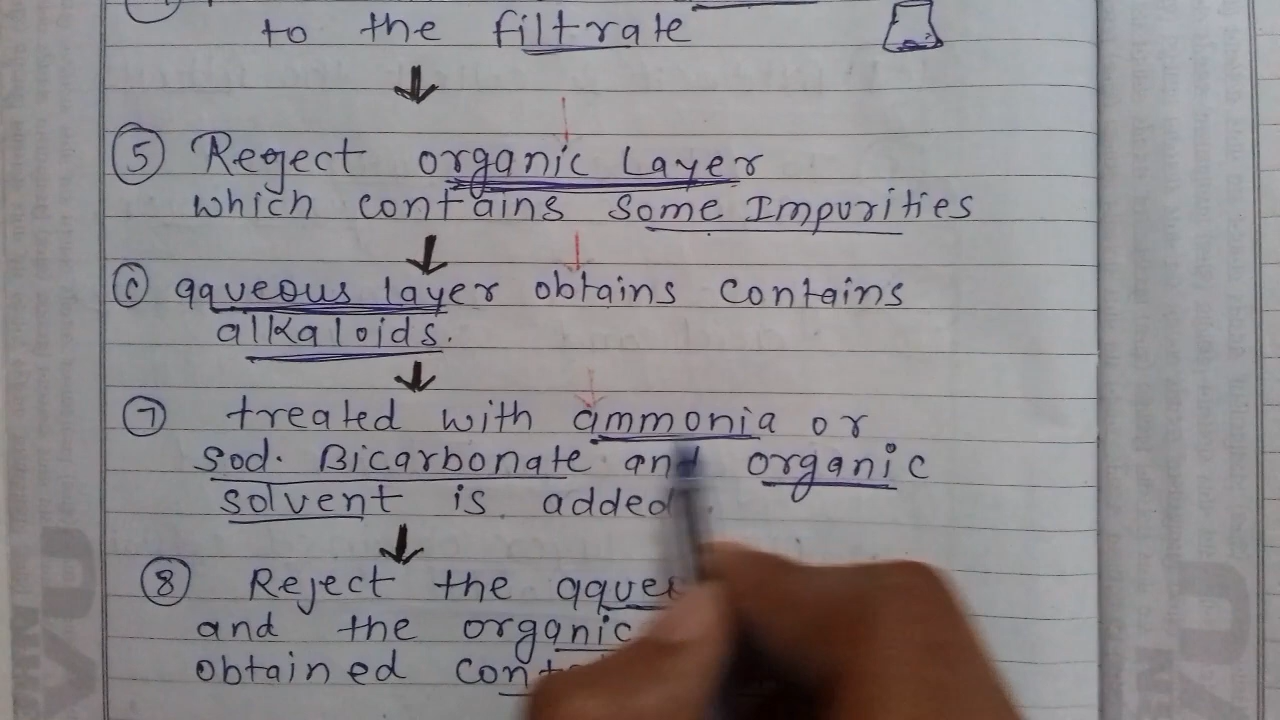 to the filtrate
⑤ Reject organic Layer
which contains some Impurities
⑥ aqueous layer obtains contains
alkaloids.
⑦ treated with ammonia or
Sod. Bicarbonate and organic
solvent is added.
⑧ Reject the
and the organic
obtained